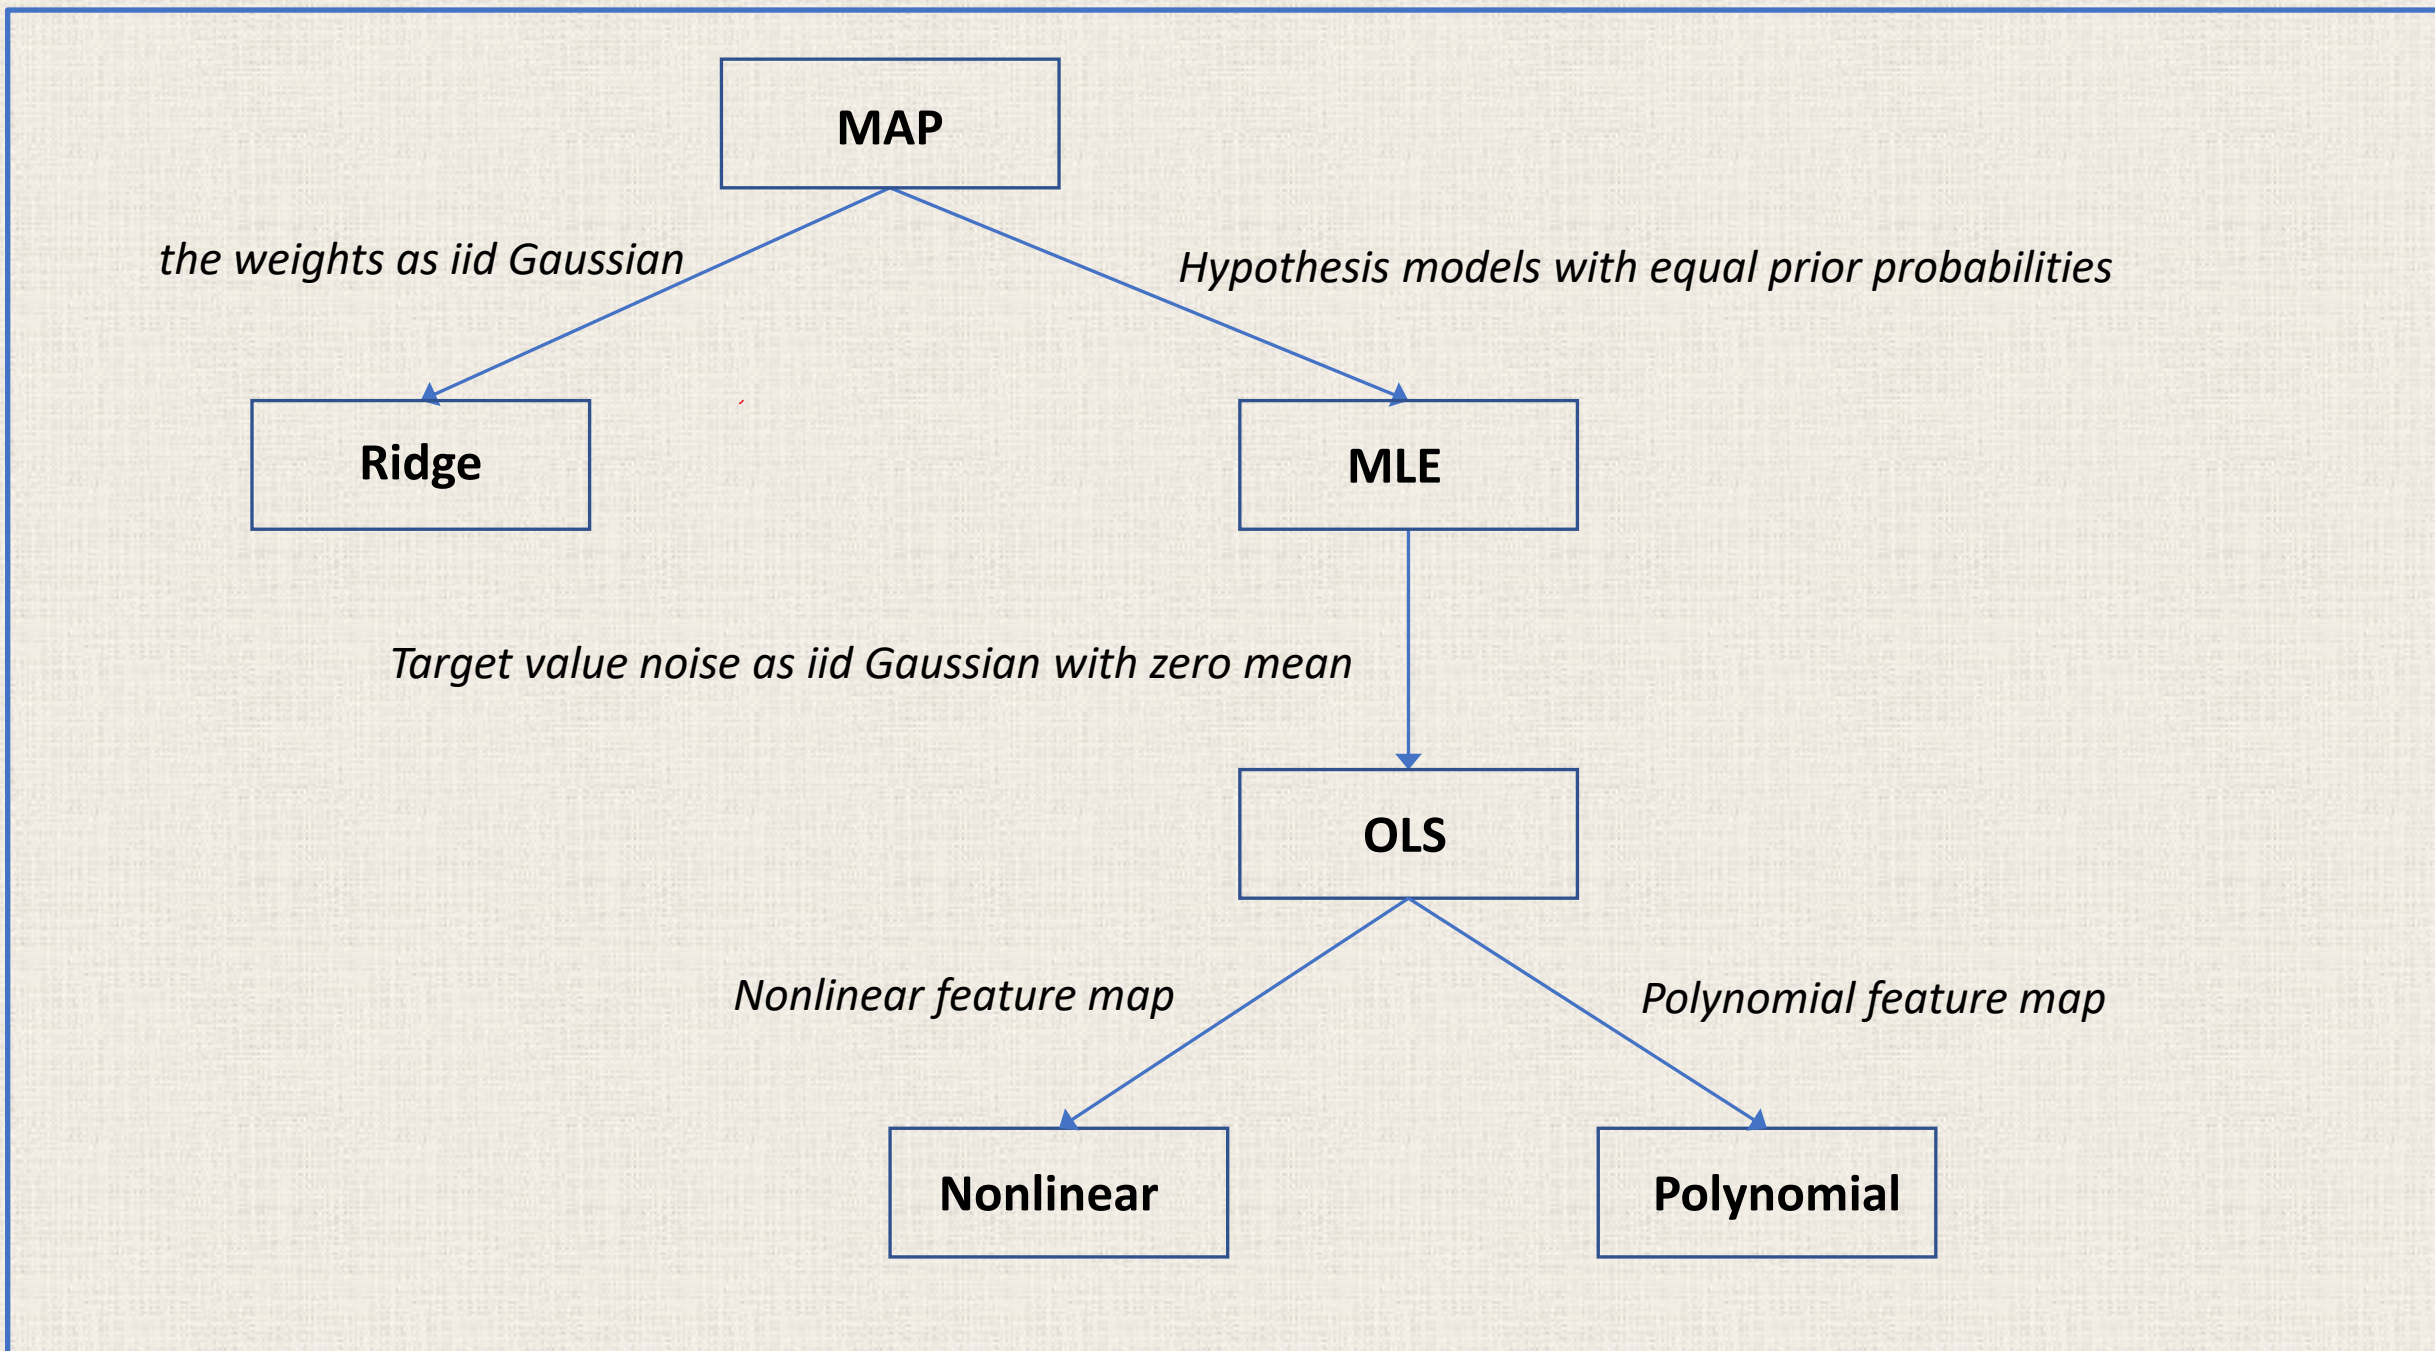 MAP
the weights as iid Gaussian
Hypothesis models with equal prior probabilities
Ridge
MLE
Target value noise as iid Gaussian with zero mean
OLS
Nonlinear feature map
Polynomial feature map
Nonlinear
Polynomial